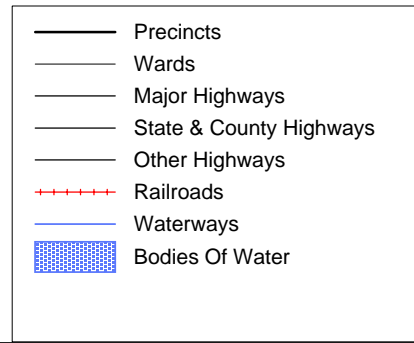 Precincts
Wards
Major Highways
State & County Highways
Other Highways
Railroads
Waterways
Bodies Of Water